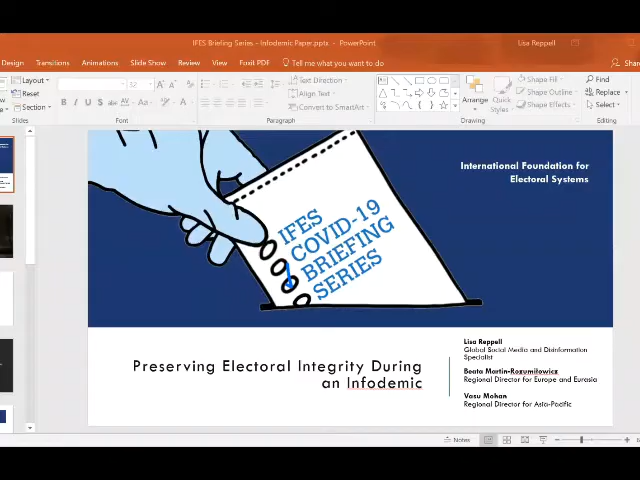 IFES Briefing Series - Infodemic Paper.pptx - PowerPoint
Lisa Reppell
Design Transitions Animations Slide Show Review View Foxit PDF Tell me what you want to do
Layout
Reset
Section
32
Text Direction
Align Text
Convert to SmartArt
Arrange
Quick
Styles
Shape Fill
Shape Outline
Shape Effects
Find
Replace
Select
Font
Paragraph
Drawing
Editing
International Foundation for
Electoral Systems
IFES
COVID-19
BRIEFING
SERIES
Preserving Electoral Integrity During
an Infodemic
Lisa Reppell
Global Social Media and Disinformation
Specialist
Beata Martin-Rozumiłowicz
Regional Director for Europe and Eurasia
Vasu Mohan
Regional Director for Asia-Pacific
Notes